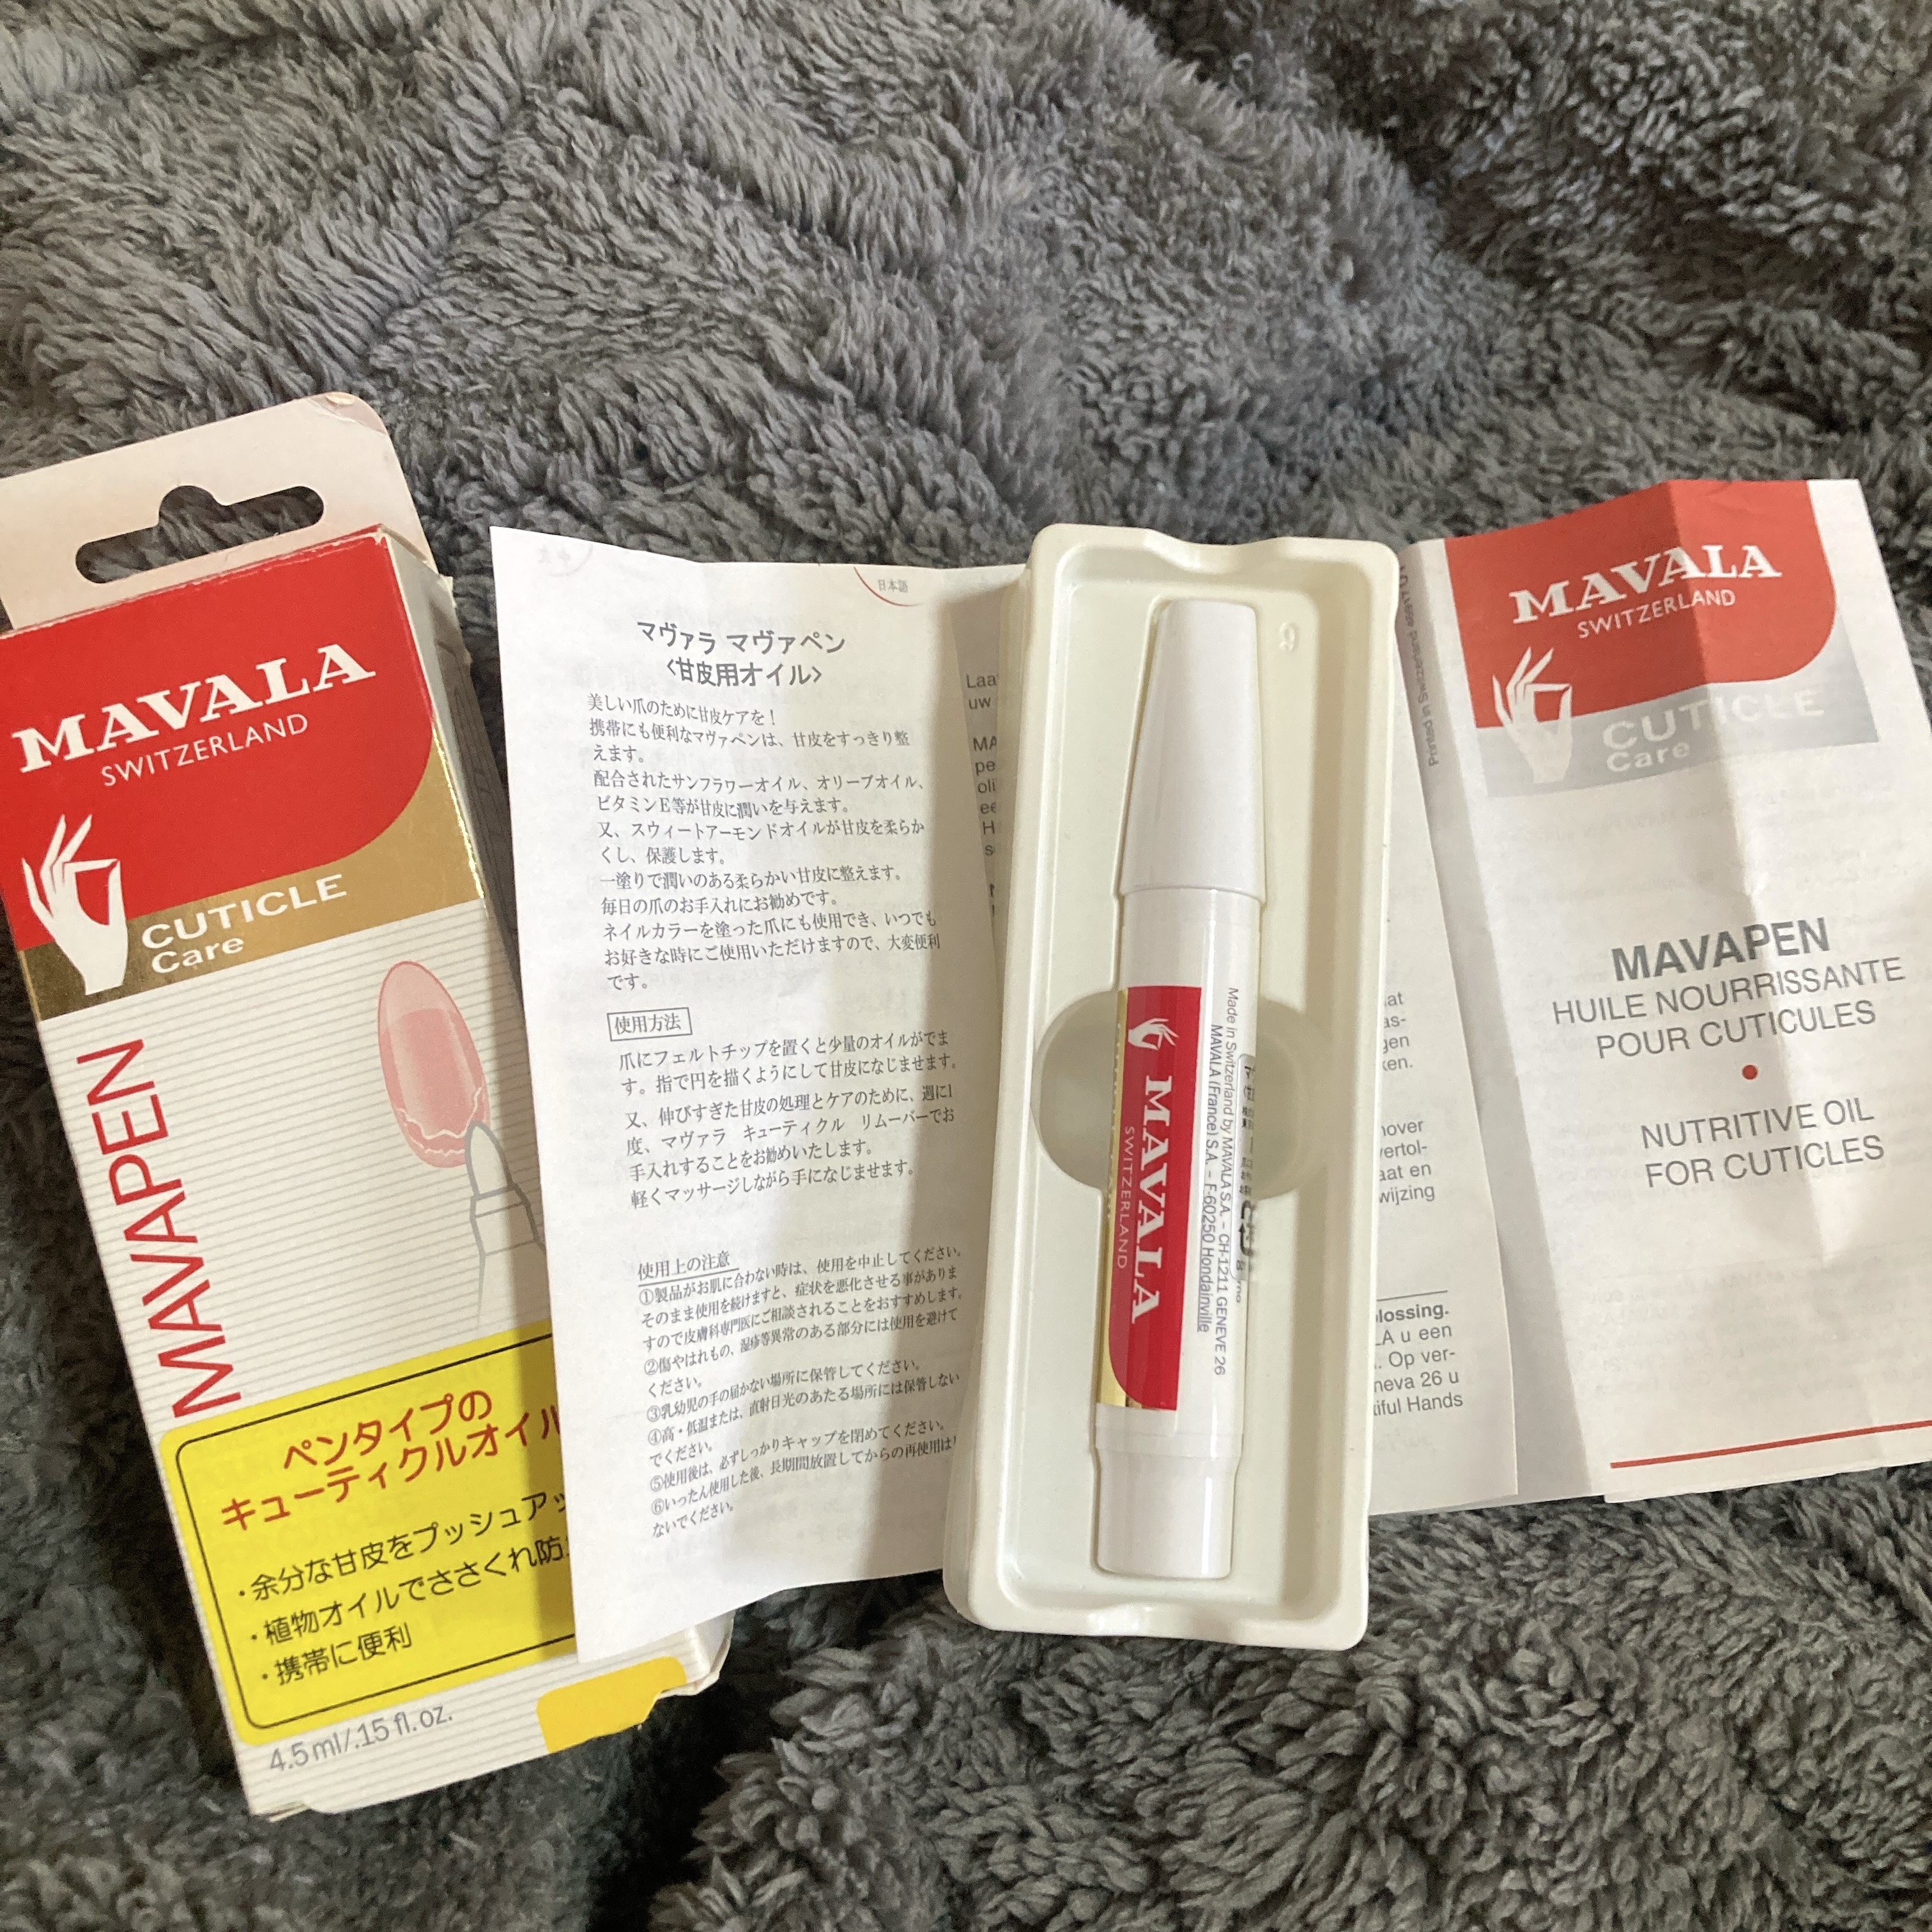 MAVALA
SWITZERLAND
CUTICLE
Care
MAVAPEN
ペンタイプの
キューティクルオイル
・余分な甘皮をプッシュア
・植物オイルでささくれ防
・携帯に便利
4.5ml/.15fl.oz.
日本語
マヴァラ マヴァペン
〈甘皮用オイル〉
美しい爪のために甘皮ケアを！
携帯にも便利なマヴァペンは、甘皮をすっきり整
えます。
配合されたサンフラワーオイル、オリーブオイル、
ビタミンE等が甘皮に潤いを与えます。
又、スウィートアーモンドオイルが甘皮を柔らか
くし、保護します。
一塗りで潤いのある柔らかい甘皮に整えます。
毎日の爪のお手入れにお勧めです。
ネイルカラーを塗った爪にも使用でき、いつでも
お好きな時にご使用いただけますので、大変便利
です。
使用方法
爪にフェルトチップを置くと少量のオイルがでま
す。指で円を描くようにして甘皮になじませます。
又、伸びすぎた甘皮の処理とケアのために、週に1
度、マヴァラ　キューティクル　リムーバーでお
手入れすることをお勧めいたします。
軽くマッサージしながら手になじませます。
使用上の注意
①製品がお肌に合わない時は、使用を中止してください。
そのまま使用を続けますと、症状を悪化させる事がありま
すので皮膚科専門医にご相談されることをおすすめします。
②傷やはれもの、湿疹等異常のある部分には使用を避けて
ください。
③乳幼児の手の届かない場所に保管してください。
④高・低温または、直射日光のあたる場所には保管しない
でください。
⑤使用後は、必ずしっかりキャップを閉めてください。
⑥いったん使用した後、長期間放置してからの再使用は
ないでください。
Laa
uw
MA
pe
oli
ee
H
MAVALA
SWITZERLAND
Made in Switzerland by MAVALA S.A. – CH-1211 GENEVE 26
MAVALA (France) S.A. – F-60250 Hondainville
at
as-
gen
ken.
over
vertol-
aat en
wijzing
lossing.
LA u een
. Op ver-
neva 26 u
iful Hands
Printed in Switzerland
MAVALA
SWITZERLAND
CUTICLE
Care
MAVAPEN
HUILE NOURRISSANTE
POUR CUTICULES
•
NUTRITIVE OIL
FOR CUTICLES